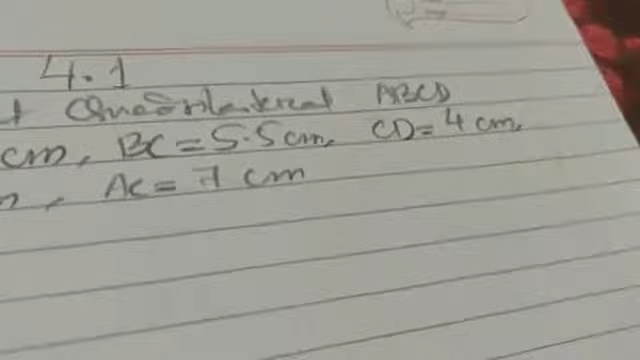 4.1
Quadrilateral ABCD
cm, BC = 5.5 cm, CD = 4 cm,
, AC = 7 cm